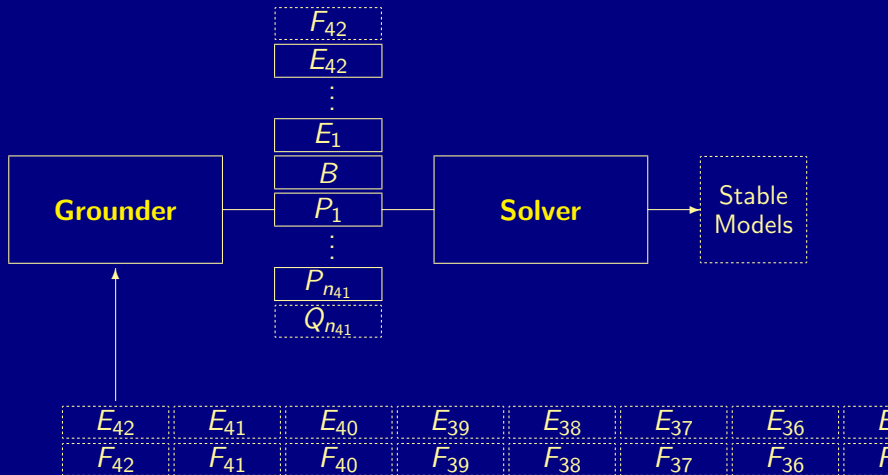 F₄₂
E₄₂
⋮
E₁
B
Grounder P₁ Solver Stable Models
⋮
Pₙ₄₁
Qₙ₄₁
E₄₂ E₄₁ E₄₀ E₃₉ E₃₈ E₃₇ E₃₆ E
F₄₂ F₄₁ F₄₀ F₃₉ F₃₈ F₃₇ F₃₆ F